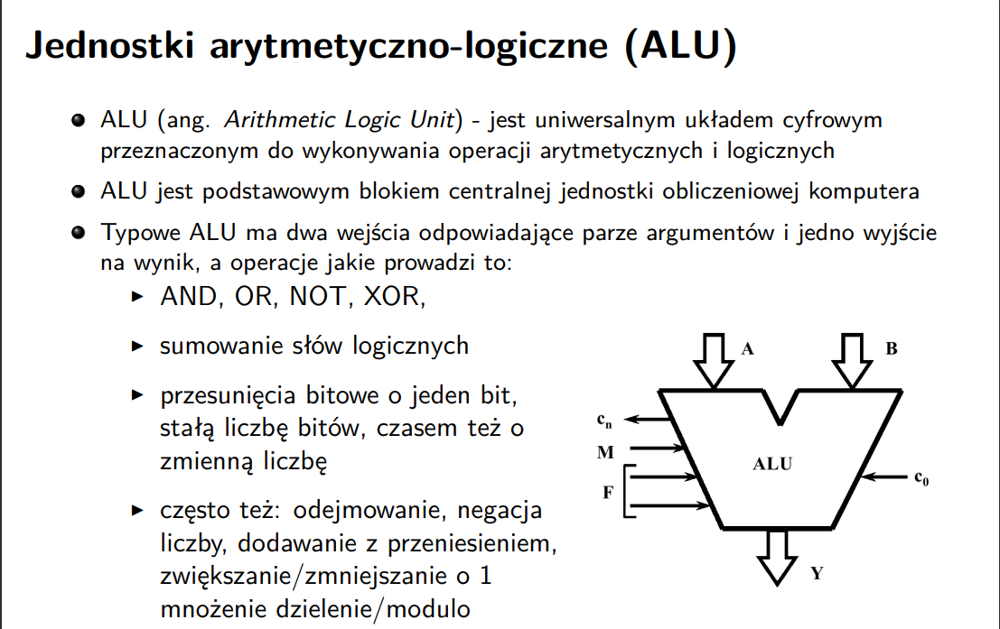 Jednostki arytmetyczno-logiczne (ALU)
ALU (ang. Arithmetic Logic Unit) - jest uniwersalnym układem cyfrowym
przeznaczonym do wykonywania operacji arytmetycznych i logicznych
ALU jest podstawowym blokiem centralnej jednostki obliczeniowej komputera
Typowe ALU ma dwa wejścia odpowiadające parze argumentów i jedno wyjście
na wynik, a operacje jakie prowadzi to:
AND, OR, NOT, XOR,
sumowanie słów logicznych
przesunięcia bitowe o jeden bit,
stałą liczbę bitów, czasem też o
zmienną liczbę
często też: odejmowanie, negacja
liczby, dodawanie z przeniesieniem,
zwiększanie/zmniejszanie o 1
mnożenie dzielenie/modulo
A
B
cn
M
ALU
F
c0
Y